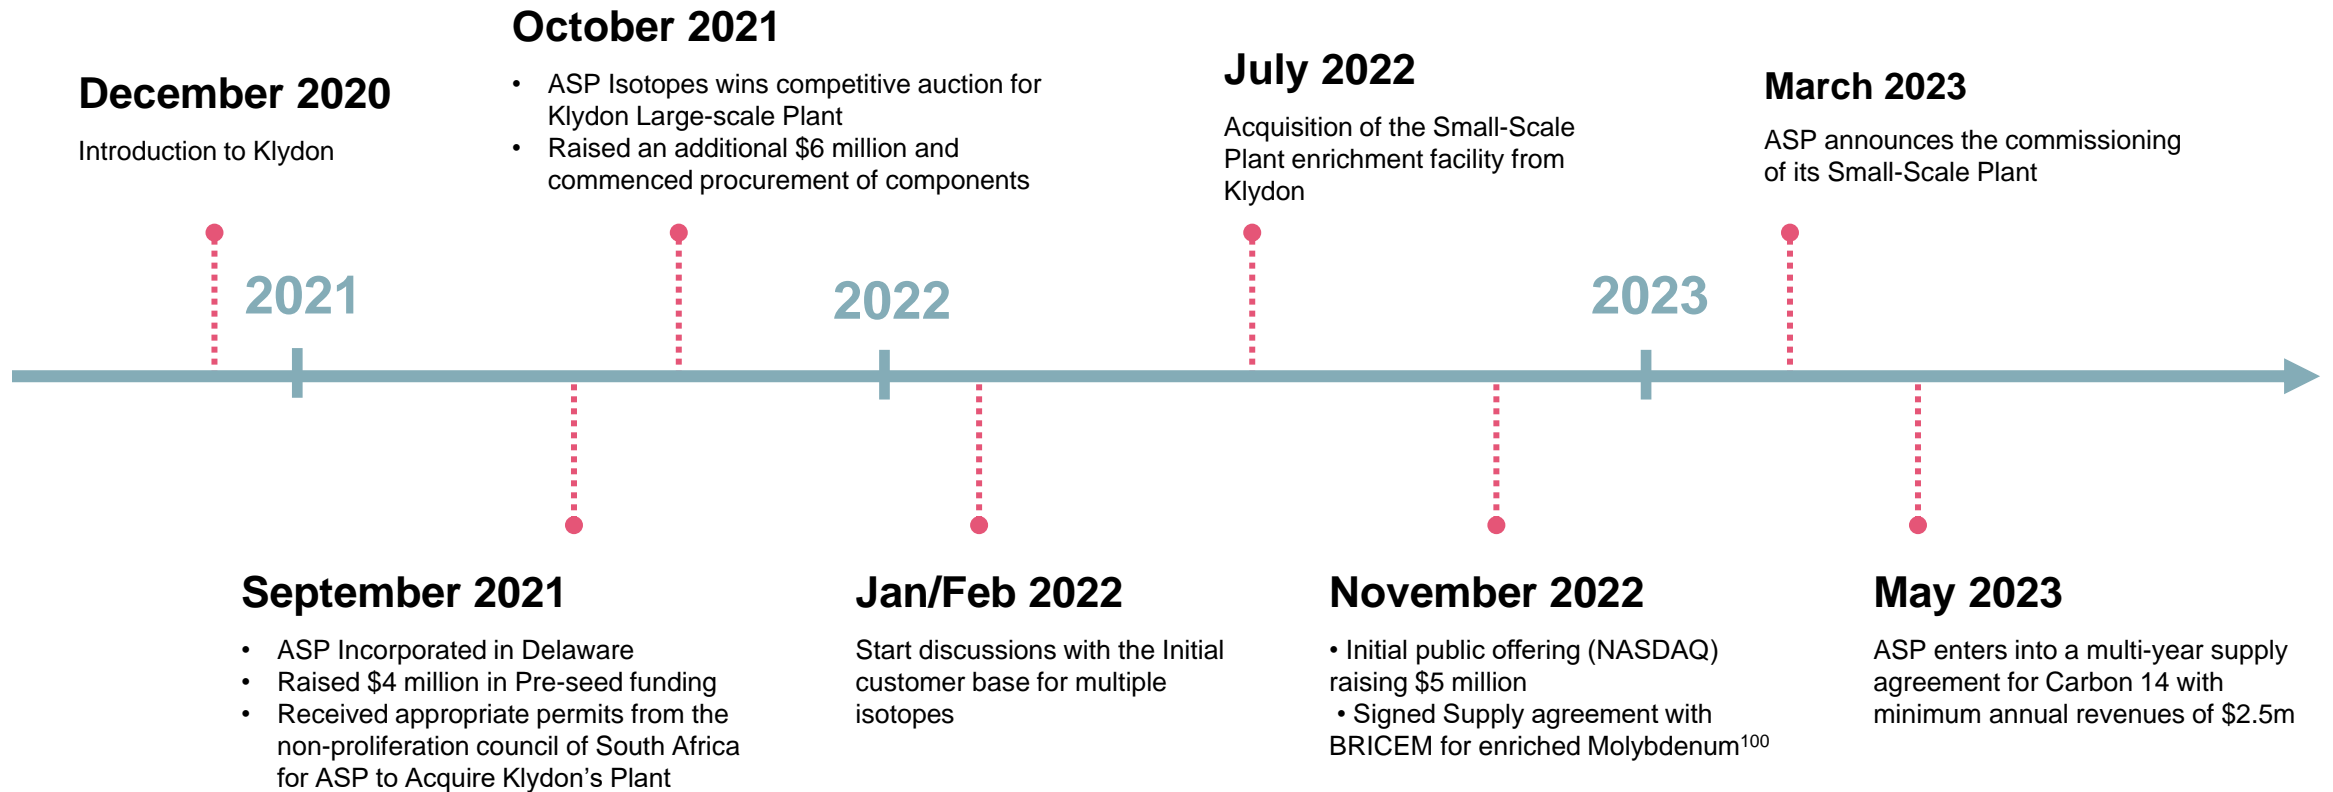 December 2020
Introduction to Klydon
October 2021
• ASP Isotopes wins competitive auction for
Klydon Large-scale Plant
• Raised an additional $6 million and
commenced procurement of components
July 2022
Acquisition of the Small-Scale
Plant enrichment facility from
Klydon
March 2023
ASP announces the commissioning
of its Small-Scale Plant
2021
2022
2023
September 2021
• ASP Incorporated in Delaware
• Raised $4 million in Pre-seed funding
• Received appropriate permits from the
non-proliferation council of South Africa
for ASP to Acquire Klydon’s Plant
Jan/Feb 2022
Start discussions with the Initial
customer base for multiple
isotopes
November 2022
• Initial public offering (NASDAQ)
raising $5 million
• Signed Supply agreement with
BRICEM for enriched Molybdenum¹⁰⁰
May 2023
ASP enters into a multi-year supply
agreement for Carbon 14 with
minimum annual revenues of $2.5m